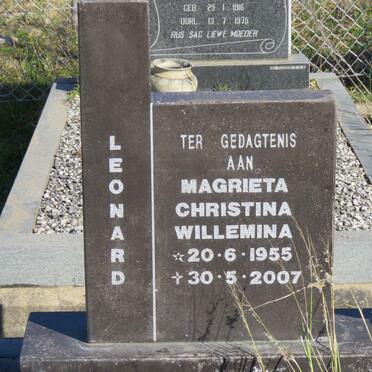 GEB. 25·1·1916
OORL. 13·7·1975
RUS SAG LIEWE MOEDER
LEONARD
TER GEDAGTENIS
AAN
MAGRIETA
CHRISTINA
WILLEMINA
☆20·6·1955
✝30·5·2007